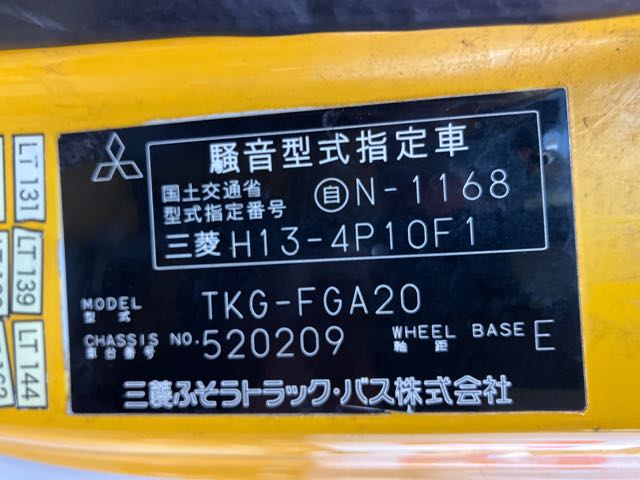 騒音型式指定車
国土交通省
型式指定番号
自N-1168
三菱 H13-4P10F1
MODEL
型式
TKG-FGA20
CHASSIS NO.
車台番号
520209
WHEEL BASE
軸距
E
三菱ふそうトラック・バス株式会社
LT 131
LT 139
LT 144